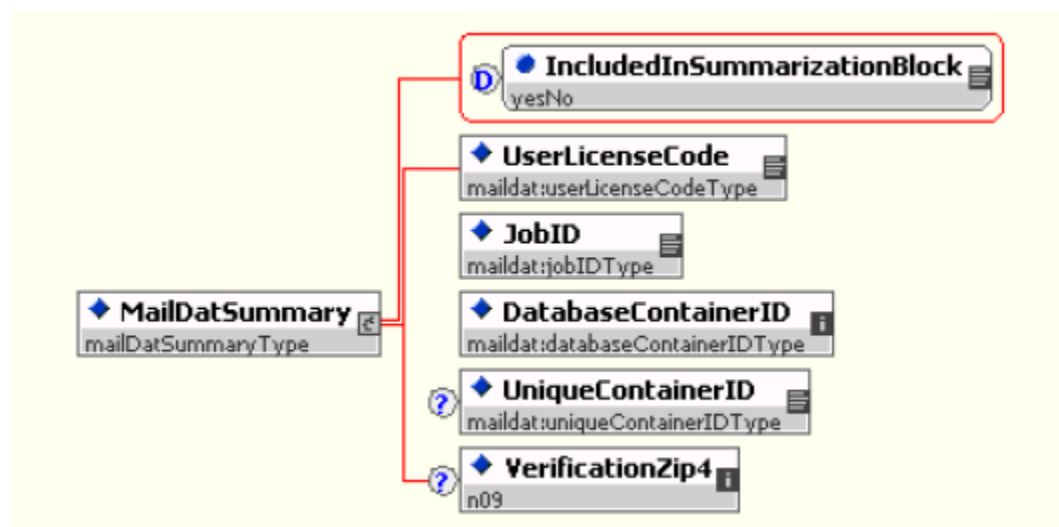 D
IncludedInSummarizationBlock
yesNo
UserLicenseCode
maildat:userLicenseCodeType
JobID
maildat:jobIDType
MailDatSummary
mailDatSummaryType
DatabaseContainerID
i
maildat:databaseContainerIDType
?
UniqueContainerID
maildat:uniqueContainerIDType
?
VerificationZip4
i
n09